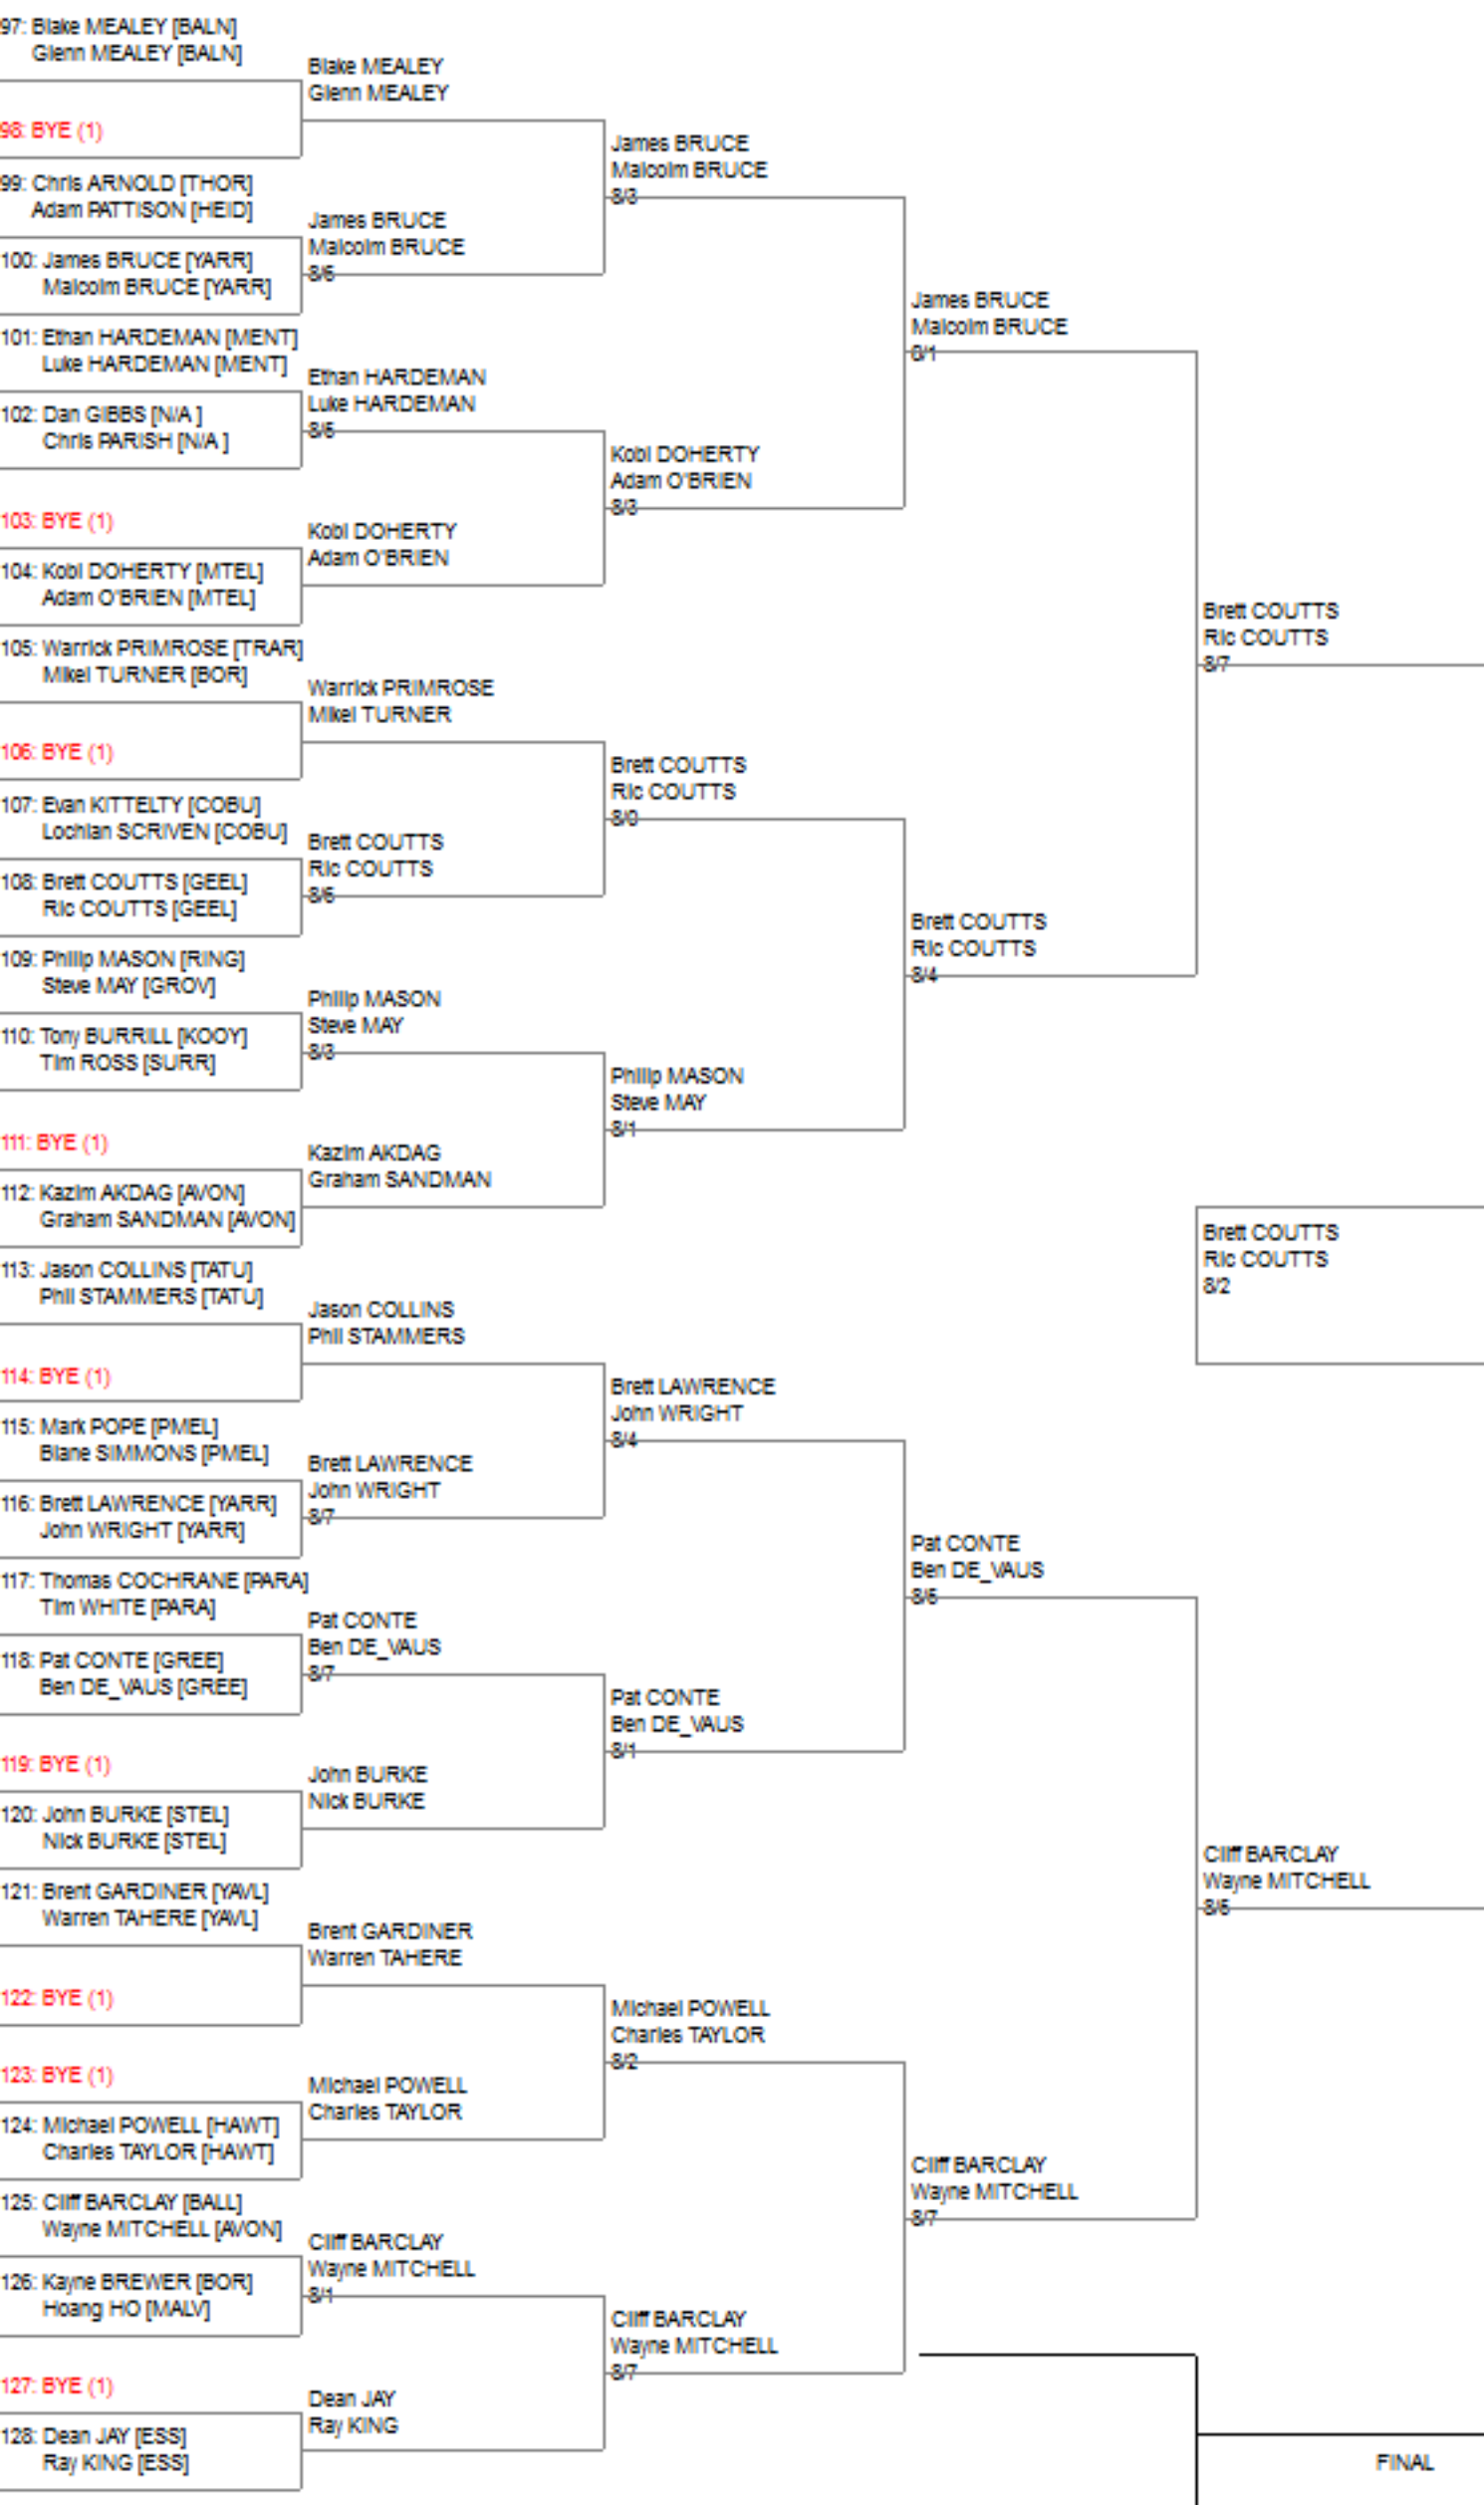 97: Blake MEALEY [BALN]
Glenn MEALEY [BALN]
98: BYE (1)
99: Chris ARNOLD [THOR]
Adam PATTISON [HEID]
100: James BRUCE [YARR]
Malcolm BRUCE [YARR]
101: Ethan HARDEMAN [MENT]
Luke HARDEMAN [MENT]
102: Dan GIBBS [N/A ]
Chris PARISH [N/A ]
103: BYE (1)
104: Kobi DOHERTY [MTEL]
Adam O'BRIEN [MTEL]
105: Warrick PRIMROSE [TRAR]
Mikel TURNER [BOR]
106: BYE (1)
107: Evan KITTELTY [COBU]
Lochlan SCRIVEN [COBU]
108: Brett COUTTS [GEEL]
Ric COUTTS [GEEL]
109: Philip MASON [RING]
Steve MAY [GROV]
110: Tony BURRILL [KOOY]
Tim ROSS [SURR]
111: BYE (1)
112: Kazim AKDAG [AVON]
Graham SANDMAN [AVON]
113: Jason COLLINS [TATU]
Phil STAMMERS [TATU]
114: BYE (1)
115: Mark POPE [PMEL]
Blane SIMMONS [PMEL]
116: Brett LAWRENCE [YARR]
John WRIGHT [YARR]
117: Thomas COCHRANE [PARA]
Tim WHITE [PARA]
118: Pat CONTE [GREE]
Ben DE_VAUS [GREE]
119: BYE (1)
120: John BURKE [STEL]
Nick BURKE [STEL]
121: Brent GARDINER [YAVL]
Warren TAHERE [YAVL]
122: BYE (1)
123: BYE (1)
124: Michael POWELL [HAWT]
Charles TAYLOR [HAWT]
125: Cliff BARCLAY [BALL]
Wayne MITCHELL [AVON]
126: Kayne BREWER [BOR]
Hoang HO [MALV]
127: BYE (1)
128: Dean JAY [ESS]
Ray KING [ESS]
Blake MEALEY
Glenn MEALEY
James BRUCE
Malcolm BRUCE
Ethan HARDEMAN
Luke HARDEMAN
Kobi DOHERTY
Adam O'BRIEN
Warrick PRIMROSE
Mikel TURNER
Brett COUTTS
Ric COUTTS
Philip MASON
Steve MAY
8/3
Kazim AKDAG
Graham SANDMAN
Jason COLLINS
Phil STAMMERS
Brett LAWRENCE
John WRIGHT
8/7
Pat CONTE
Ben DE_VAUS
8/7
John BURKE
Nick BURKE
Brent GARDINER
Warren TAHERE
Michael POWELL
Charles TAYLOR
Cliff BARCLAY
Wayne MITCHELL
8/1
Dean JAY
Ray KING
James BRUCE
Malcolm BRUCE
8/3
Kobi DOHERTY
Adam O'BRIEN
8/3
Brett COUTTS
Ric COUTTS
Philip MASON
Steve MAY
8/1
Brett LAWRENCE
John WRIGHT
8/4
Pat CONTE
Ben DE_VAUS
8/1
Michael POWELL
Charles TAYLOR
8/2
Cliff BARCLAY
Wayne MITCHELL
8/7
James BRUCE
Malcolm BRUCE
Brett COUTTS
Ric COUTTS
8/4
Pat CONTE
Ben DE_VAUS
Cliff BARCLAY
Wayne MITCHELL
8/7
Brett COUTTS
Ric COUTTS
8/7
Brett COUTTS
Ric COUTTS
8/2
Cliff BARCLAY
Wayne MITCHELL
FINAL